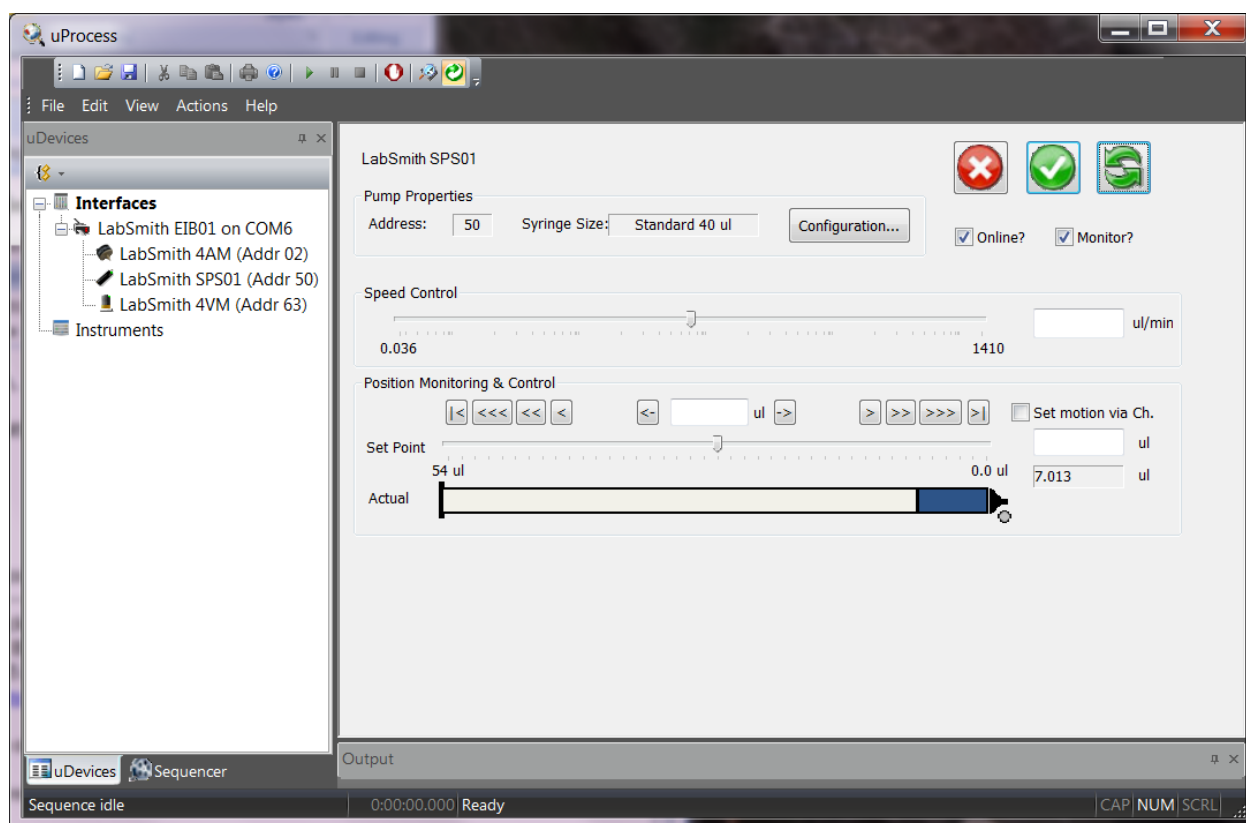 uProcess
File Edit View Actions Help
uDevices
Interfaces
LabSmith EIB01 on COM6
LabSmith 4AM (Addr 02)
LabSmith SPS01 (Addr 50)
LabSmith 4VM (Addr 63)
Instruments
LabSmith SPS01
Pump Properties
Address: 50 Syringe Size: Standard 40 ul Configuration...
Online? Monitor?
Speed Control
ul/min
0.036 1410
Position Monitoring & Control
|< <<< << < <- ul -> > >> >>> >| Set motion via Ch.
Set Point ul
54 ul 0.0 ul 7.013 ul
Actual
Output
uDevices Sequencer
Sequence idle 0:00:00.000 Ready CAP NUM SCRL